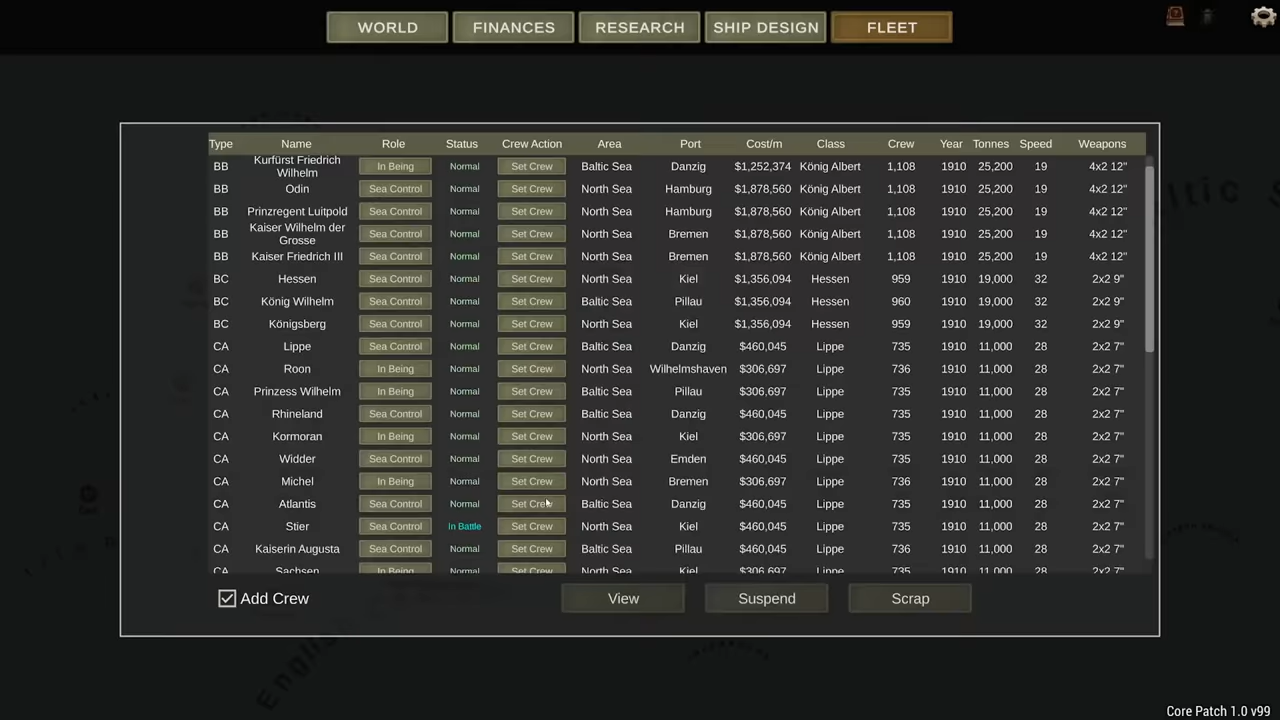 WORLD FINANCES RESEARCH SHIP DESIGN FLEET
Type Name Role Status Crew Action Area Port Cost/m Class Crew Year Tonnes Speed Weapons
BB Kurfürst Friedrich Wilhelm In Being Normal Set Crew Baltic Sea Danzig $1,252,374 König Albert 1,108 1910 25,200 19 4x2 12"
BB Odin Sea Control Normal Set Crew North Sea Hamburg $1,878,560 König Albert 1,108 1910 25,200 19 4x2 12"
BB Prinzregent Luitpold Sea Control Normal Set Crew North Sea Hamburg $1,878,560 König Albert 1,108 1910 25,200 19 4x2 12"
BB Kaiser Wilhelm der Grosse Sea Control Normal Set Crew North Sea Bremen $1,878,560 König Albert 1,108 1910 25,200 19 4x2 12"
BB Kaiser Friedrich III Sea Control Normal Set Crew North Sea Bremen $1,878,560 König Albert 1,108 1910 25,200 19 4x2 12"
BC Hessen Sea Control Normal Set Crew North Sea Kiel $1,356,094 Hessen 959 1910 19,000 32 2x2 9"
BC König Wilhelm Sea Control Normal Set Crew Baltic Sea Pillau $1,356,094 Hessen 960 1910 19,000 32 2x2 9"
BC Königsberg Sea Control Normal Set Crew North Sea Kiel $1,356,094 Hessen 959 1910 19,000 32 2x2 9"
CA Lippe Sea Control Normal Set Crew Baltic Sea Danzig $460,045 Lippe 735 1910 11,000 28 2x2 7"
CA Roon In Being Normal Set Crew North Sea Wilhelmshaven $306,697 Lippe 736 1910 11,000 28 2x2 7"
CA Prinzess Wilhelm In Being Normal Set Crew Baltic Sea Pillau $306,697 Lippe 735 1910 11,000 28 2x2 7"
CA Rhineland Sea Control Normal Set Crew Baltic Sea Danzig $460,045 Lippe 735 1910 11,000 28 2x2 7"
CA Kormoran In Being Normal Set Crew North Sea Kiel $306,697 Lippe 735 1910 11,000 28 2x2 7"
CA Widder Sea Control Normal Set Crew North Sea Emden $460,045 Lippe 735 1910 11,000 28 2x2 7"
CA Michel In Being Normal Set Crew North Sea Bremen $306,697 Lippe 736 1910 11,000 28 2x2 7"
CA Atlantis Sea Control Normal Set Crew Baltic Sea Danzig $460,045 Lippe 735 1910 11,000 28 2x2 7"
CA Stier Sea Control In Battle Set Crew North Sea Kiel $460,045 Lippe 735 1910 11,000 28 2x2 7"
CA Kaiserin Augusta Sea Control Normal Set Crew Baltic Sea Pillau $460,045 Lippe 736 1910 11,000 28 2x2 7"
CA Sachsen In Being Normal Set Crew North Sea Kiel $306,697 Lippe 735 1910 11,000 28 2x2 7"
Add Crew View Suspend Scrap
Core Patch 1.0 v99